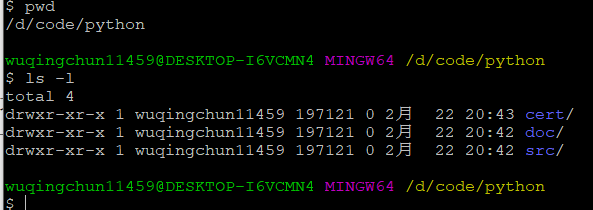 $ pwd
/d/code/python
wuqingchun11459@DESKTOP-I6VCMN4 MINGW64 /d/code/python
$ ls -l
total 4
drwxr-xr-x 1 wuqingchun11459 197121 0 2月  22 20:43 cert/
drwxr-xr-x 1 wuqingchun11459 197121 0 2月  22 20:42 doc/
drwxr-xr-x 1 wuqingchun11459 197121 0 2月  22 20:42 src/
wuqingchun11459@DESKTOP-I6VCMN4 MINGW64 /d/code/python
$